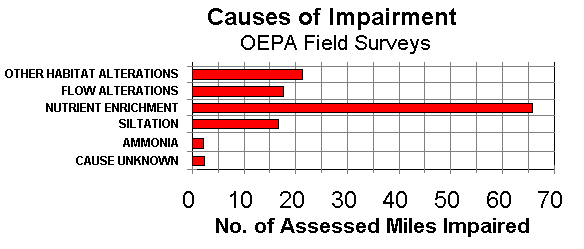 Causes of Impairment
OEPA Field Surveys
OTHER HABITAT ALTERATIONS
FLOW ALTERATIONS
NUTRIENT ENRICHMENT
SILTATION
AMMONIA
CAUSE UNKNOWN
0 10 20 30 40 50 60 70
No. of Assessed Miles Impaired